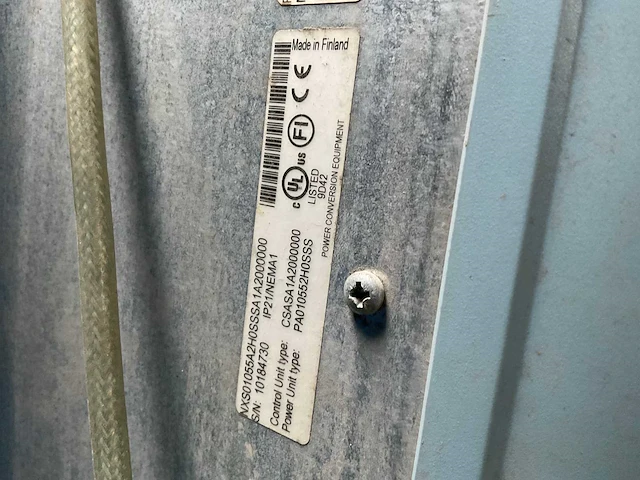 NXS01055A2H0SSSA1A2000000
S/N: 10184730 IP21/NEMA1
Control Unit type: CSASA1A2000000
Power Unit type: PA010552H0SSS
Made in Finland
CE
FI
c UL US
LISTED
9D42
POWER CONVERSION EQUIPMENT